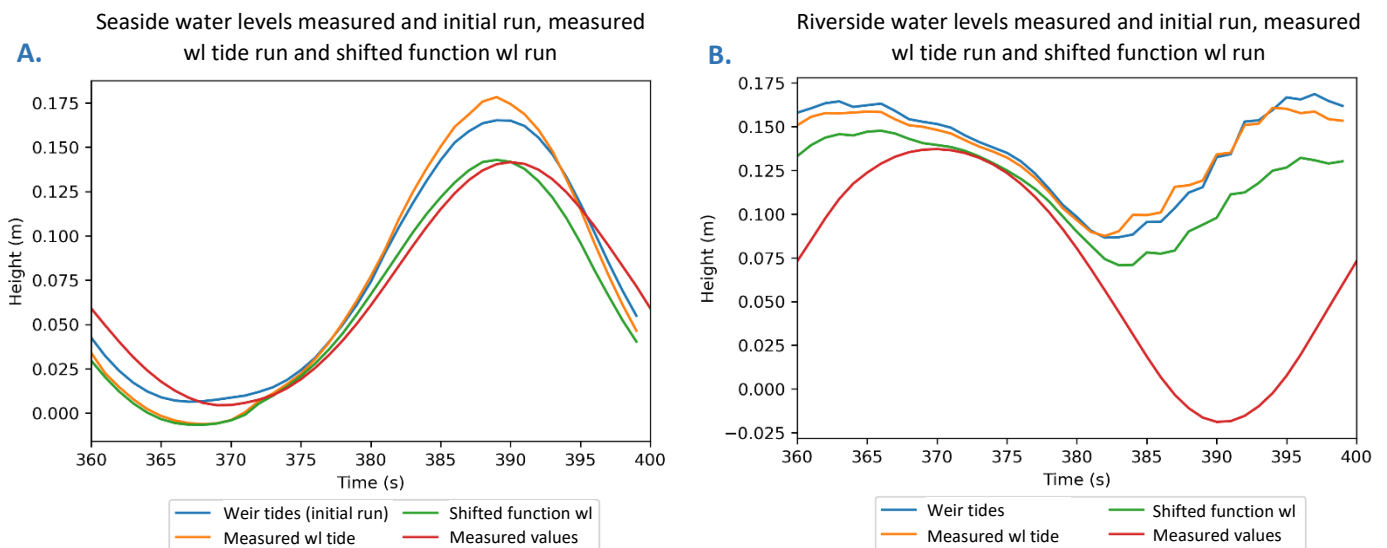 Seaside water levels measured and initial run, measured
wl tide run and shifted function wl run
A.
0.175
0.150
0.125
0.100
0.075
0.050
0.025
0.000
Height (m)
360 365 370 375 380 385 390 395 400
Time (s)
Weir tides (initial run) Shifted function wl
Measured wl tide Measured values
Riverside water levels measured and initial run, measured
wl tide run and shifted function wl run
B.
0.175
0.150
0.125
0.100
0.075
0.050
0.025
0.000
−0.025
Height (m)
360 365 370 375 380 385 390 395 400
Time (s)
Weir tides Shifted function wl
Measured wl tide Measured values